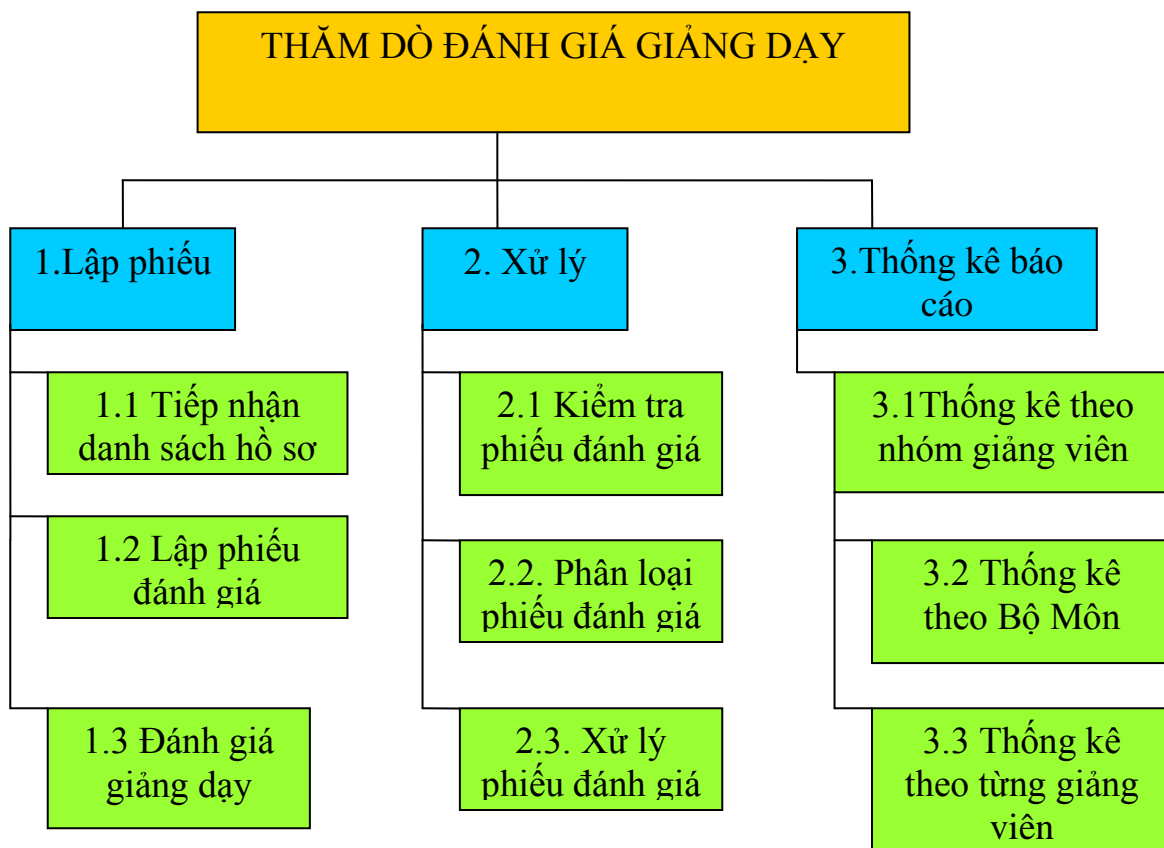 THĂM DÒ ĐÁNH GIÁ GIẢNG DẠY
1.Lập phiếu
1.1 Tiếp nhận
danh sách hồ sơ
1.2 Lập phiếu
đánh giá
1.3 Đánh giá
giảng dạy
2. Xử lý
2.1 Kiểm tra
phiếu đánh giá
2.2. Phân loại
phiếu đánh giá
2.3. Xử lý
phiếu đánh giá
3.Thống kê báo
cáo
3.1Thống kê theo
nhóm giảng viên
3.2 Thống kê
theo Bộ Môn
3.3 Thống kê
theo từng giảng
viên